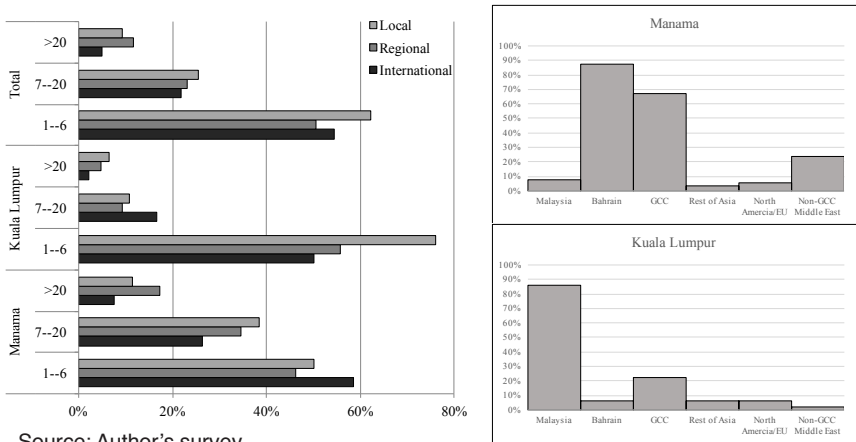 Local
Regional
International
Total
>20
7--20
1--6
Kuala Lumpur
>20
7--20
1--6
Manama
>20
7--20
1--6
0% 20% 40% 60% 80%
Source: Author's survey
Manama
100%
90%
80%
70%
60%
50%
40%
30%
20%
10%
0%
Malaysia Bahrain GCC Rest of Asia North Amercia/EU Non-GCC Middle East
Kuala Lumpur
100%
90%
80%
70%
60%
50%
40%
30%
20%
10%
0%
Malaysia Bahrain GCC Rest of Asia North America/EU Non-GCC Middle East